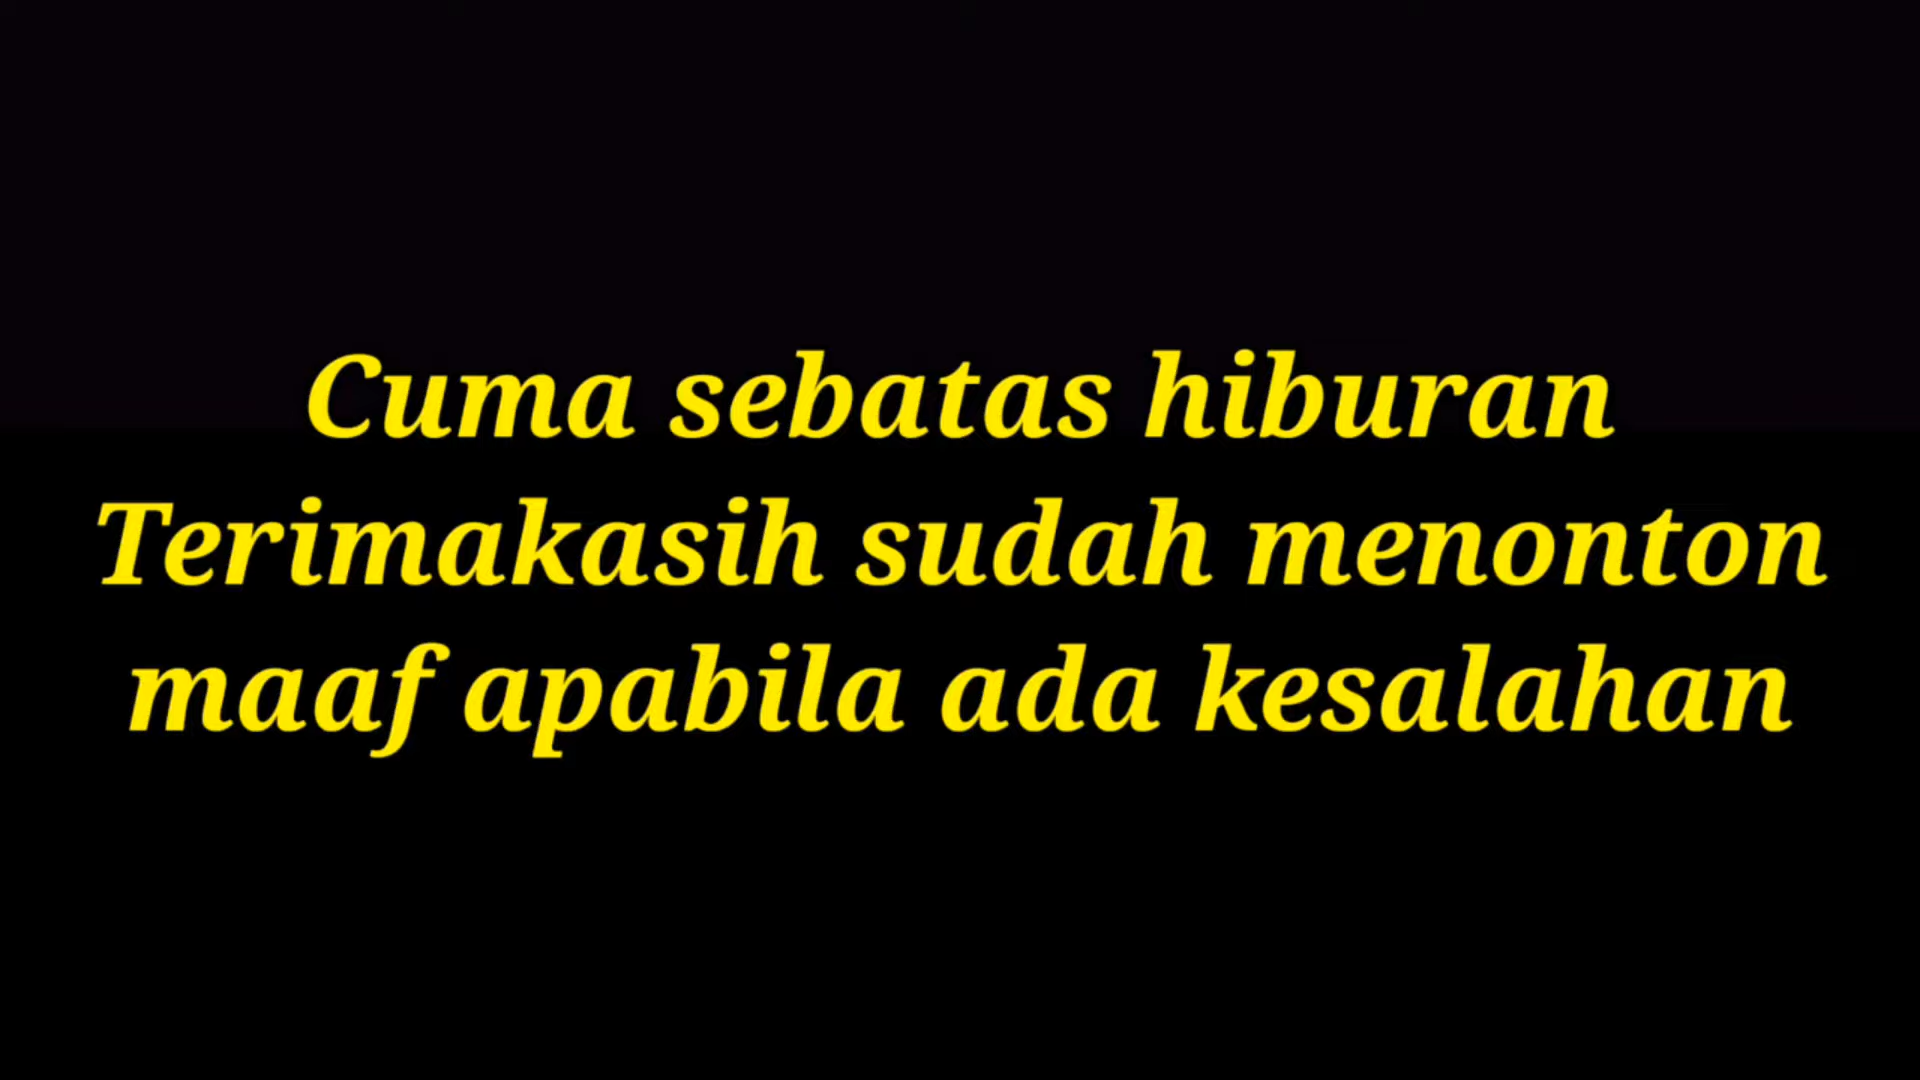 Cuma sebatas hiburan
Terimakasih sudah menonton
maaf apabila ada kesalahan